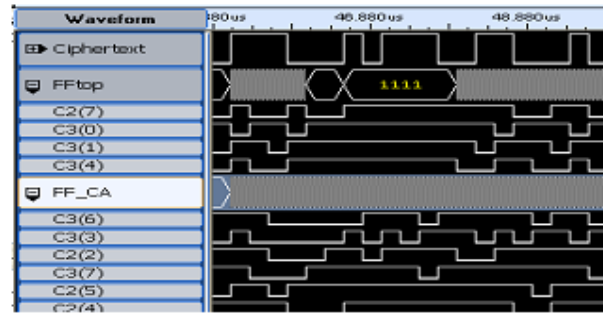 Waveform 80us 46.880us 48.880us
Ciphertext
FFtop 1111
C2(7)
C3(0)
C3(1)
C3(4)
FF_CA
C3(6)
C3(3)
C2(2)
C3(7)
C2(5)
C2(4)